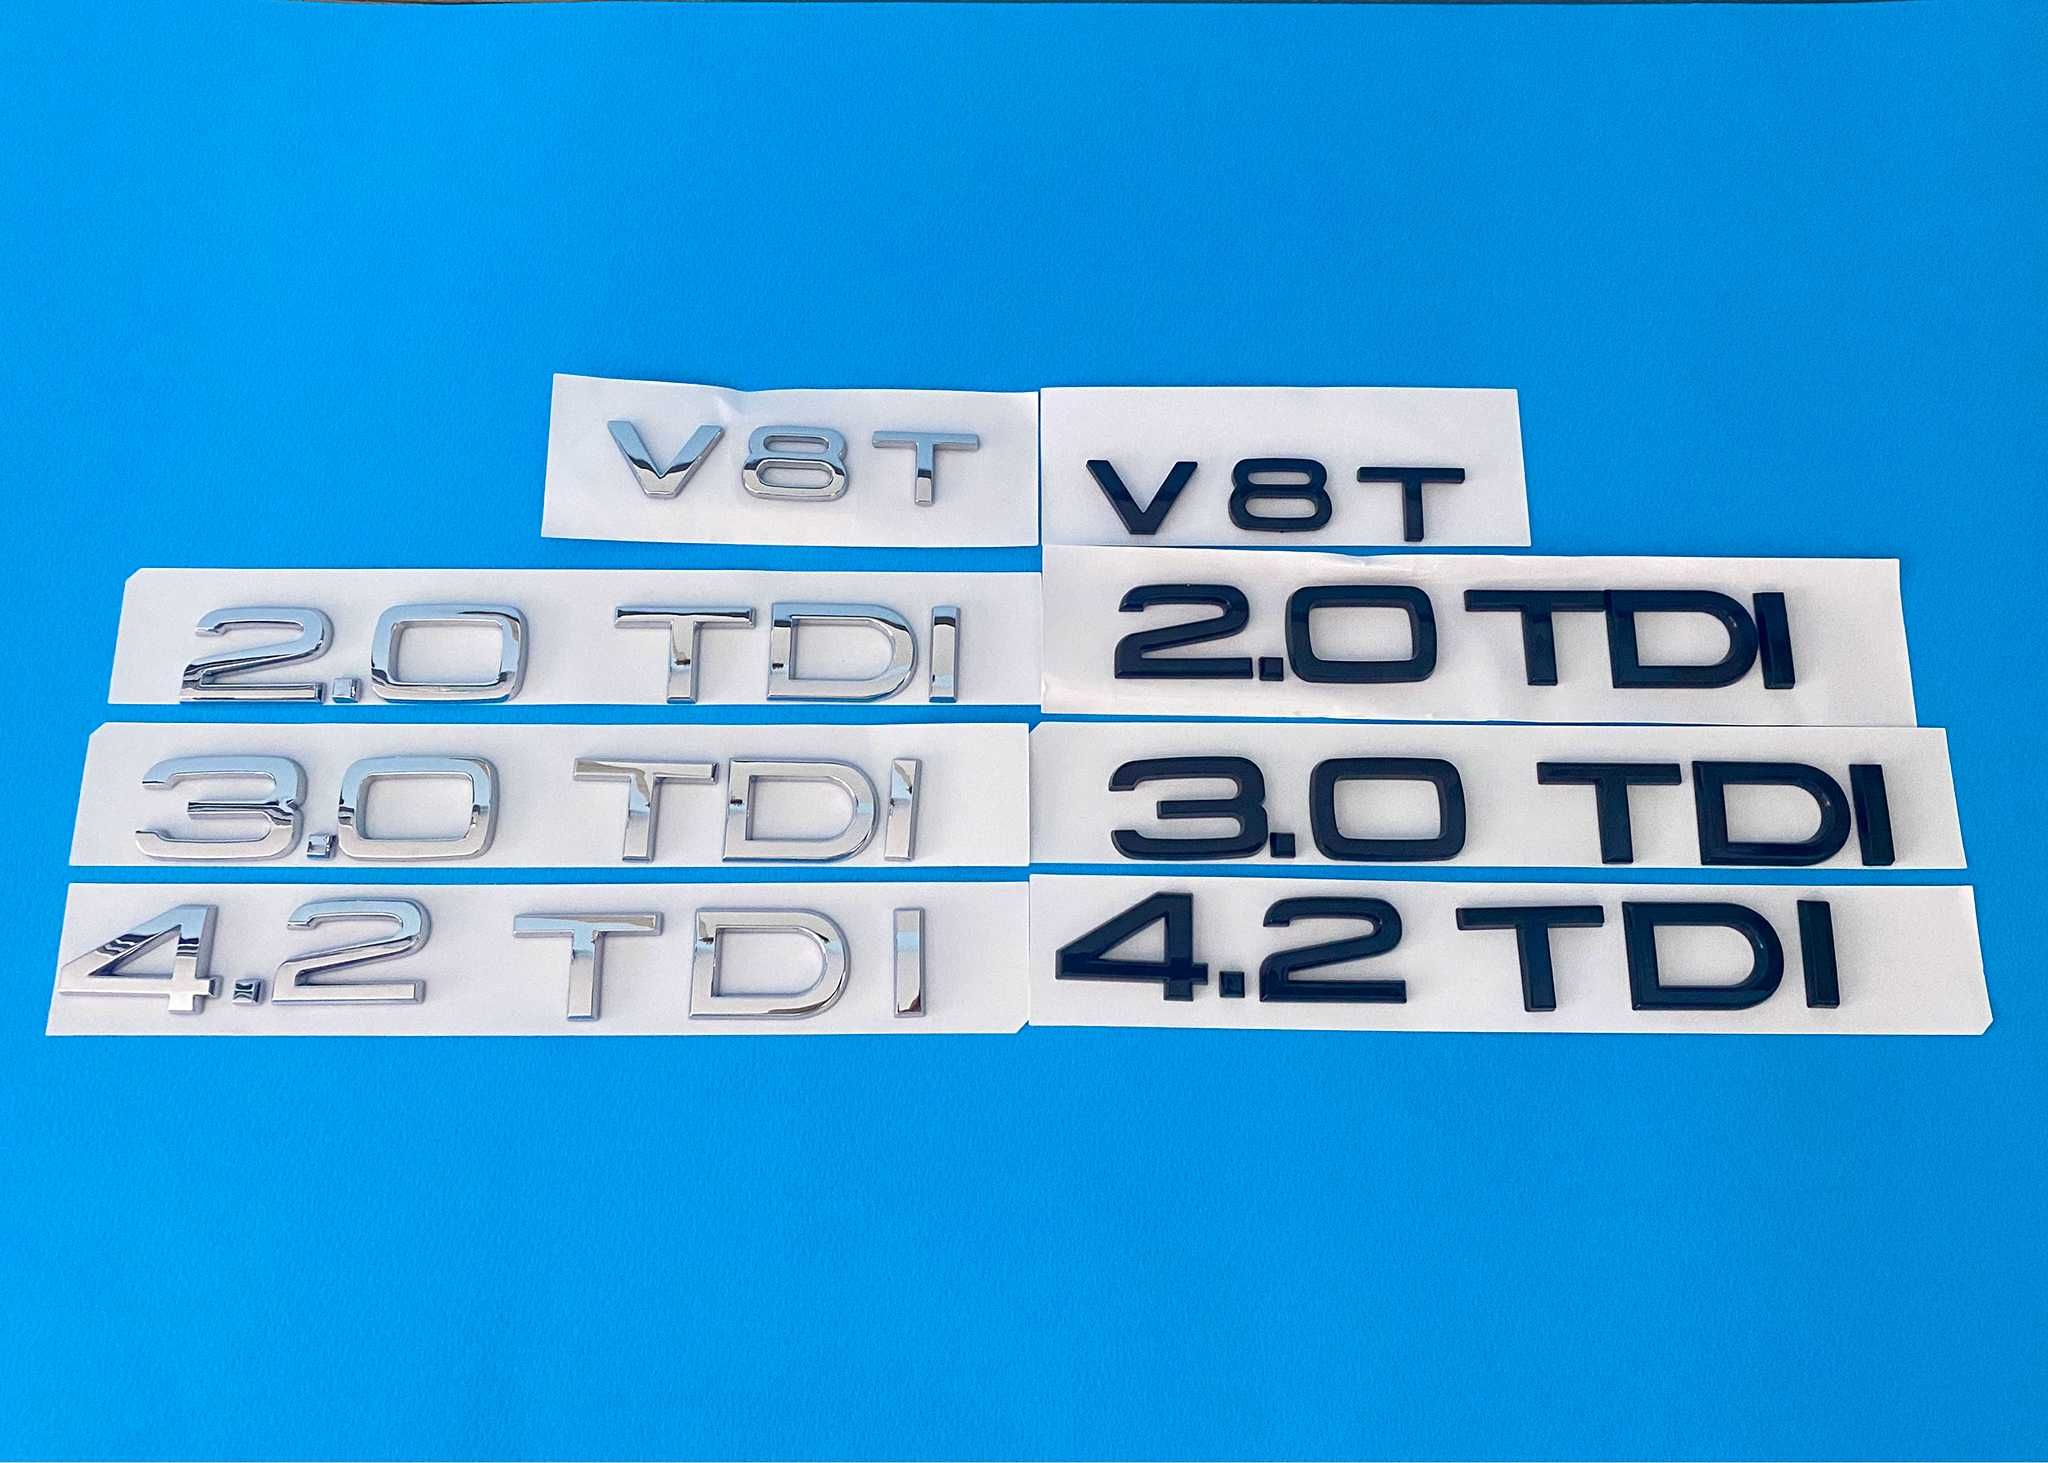 V8T V8T
2.0 TDI 2.0 TDI
3.0 TDI 3.0 TDI
4.2 TDI 4.2 TDI